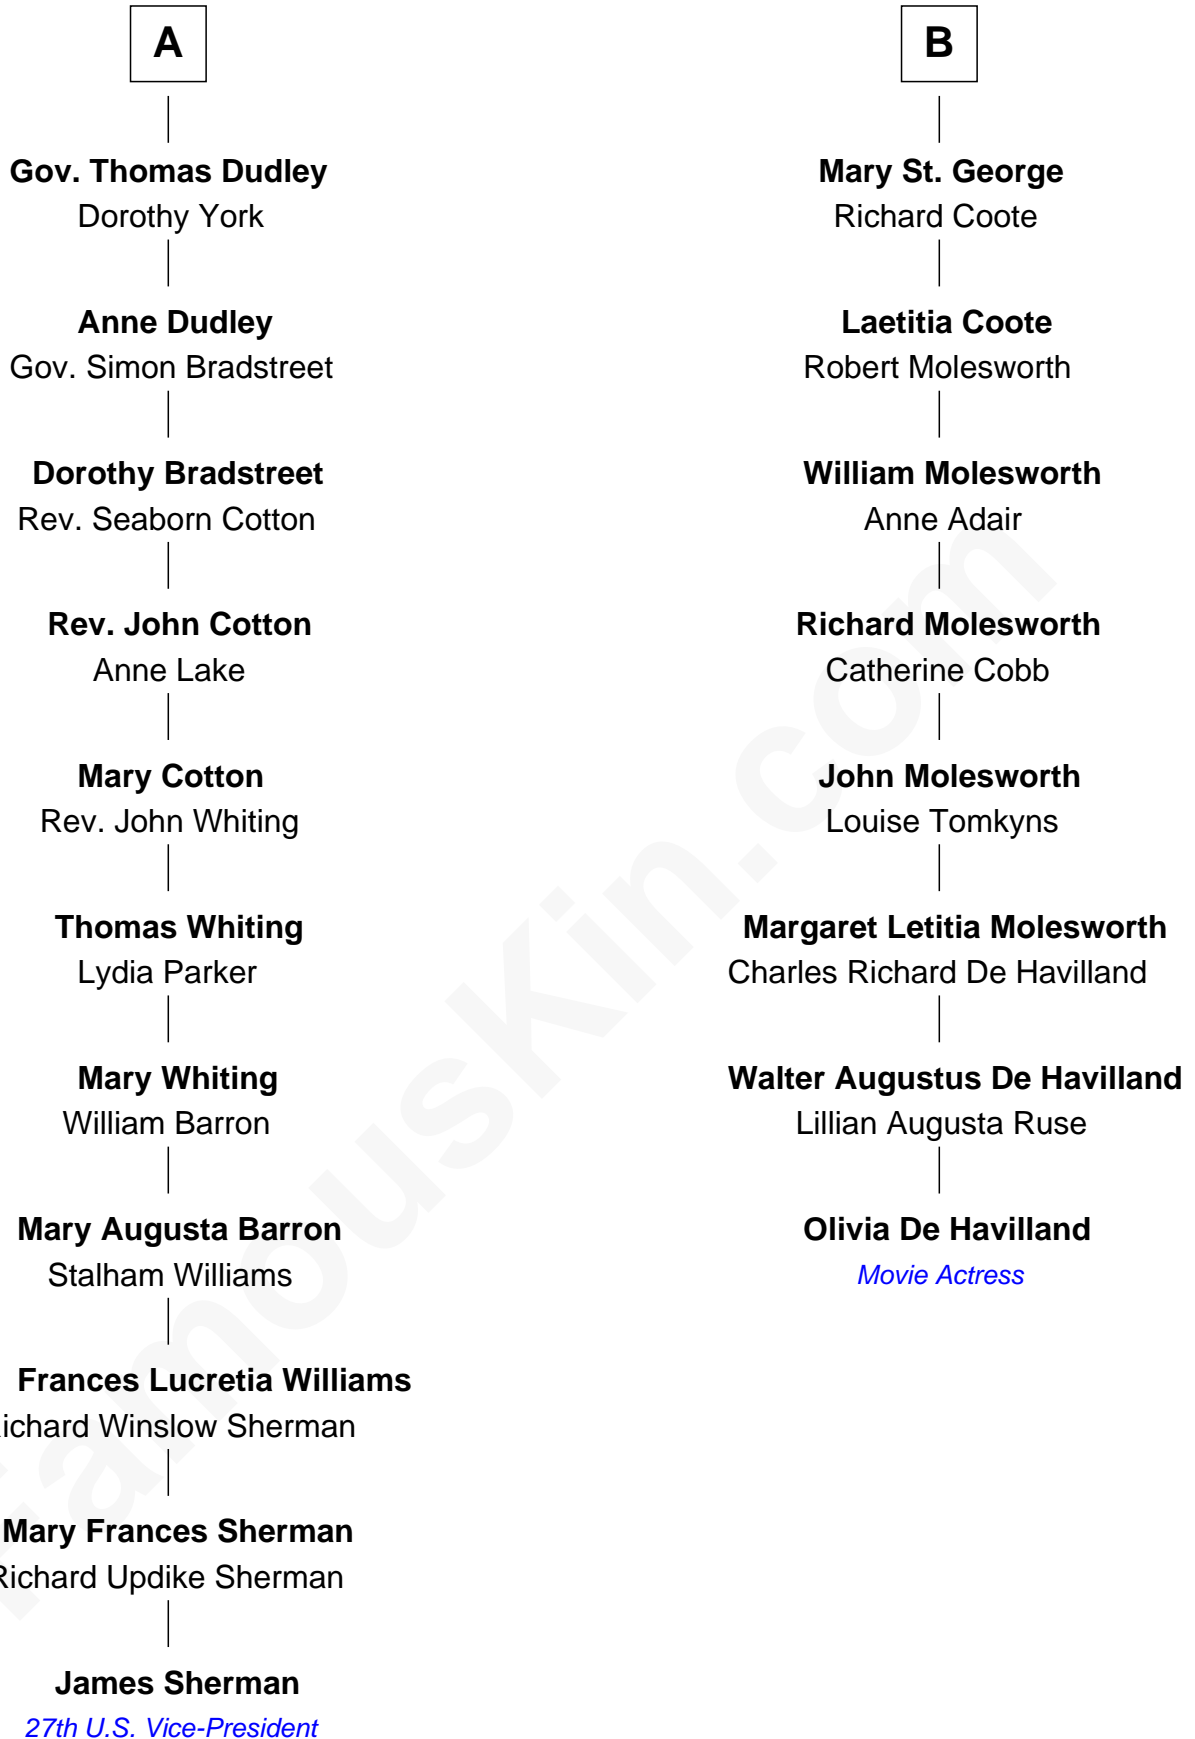 A
Gov. Thomas Dudley
Dorothy York
Anne Dudley
Gov. Simon Bradstreet
Dorothy Bradstreet
Rev. Seaborn Cotton
Rev. John Cotton
Anne Lake
Mary Cotton
Rev. John Whiting
Thomas Whiting
Lydia Parker
Mary Whiting
William Barron
Mary Augusta Barron
Stalham Williams
Frances Lucretia Williams
ichard Winslow Sherman
Mary Frances Sherman
Richard Updike Sherman
James Sherman
27th U.S. Vice-President
B
Mary St. George
Richard Coote
Laetitia Coote
Robert Molesworth
William Molesworth
Anne Adair
Richard Molesworth
Catherine Cobb
John Molesworth
Louise Tomkyns
Margaret Letitia Molesworth
Charles Richard De Havilland
Walter Augustus De Havilland
Lillian Augusta Ruse
Olivia De Havilland
Movie Actress
FamousKin.com